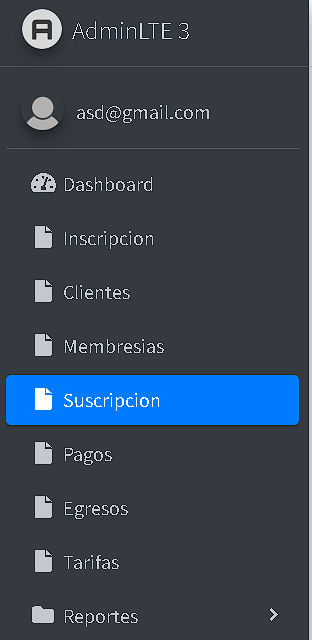 AdminLTE 3
asd@gmail.com
Dashboard
Inscripcion
Clientes
Membresias
Suscripcion
Pagos
Egresos
Tarifas
Reportes